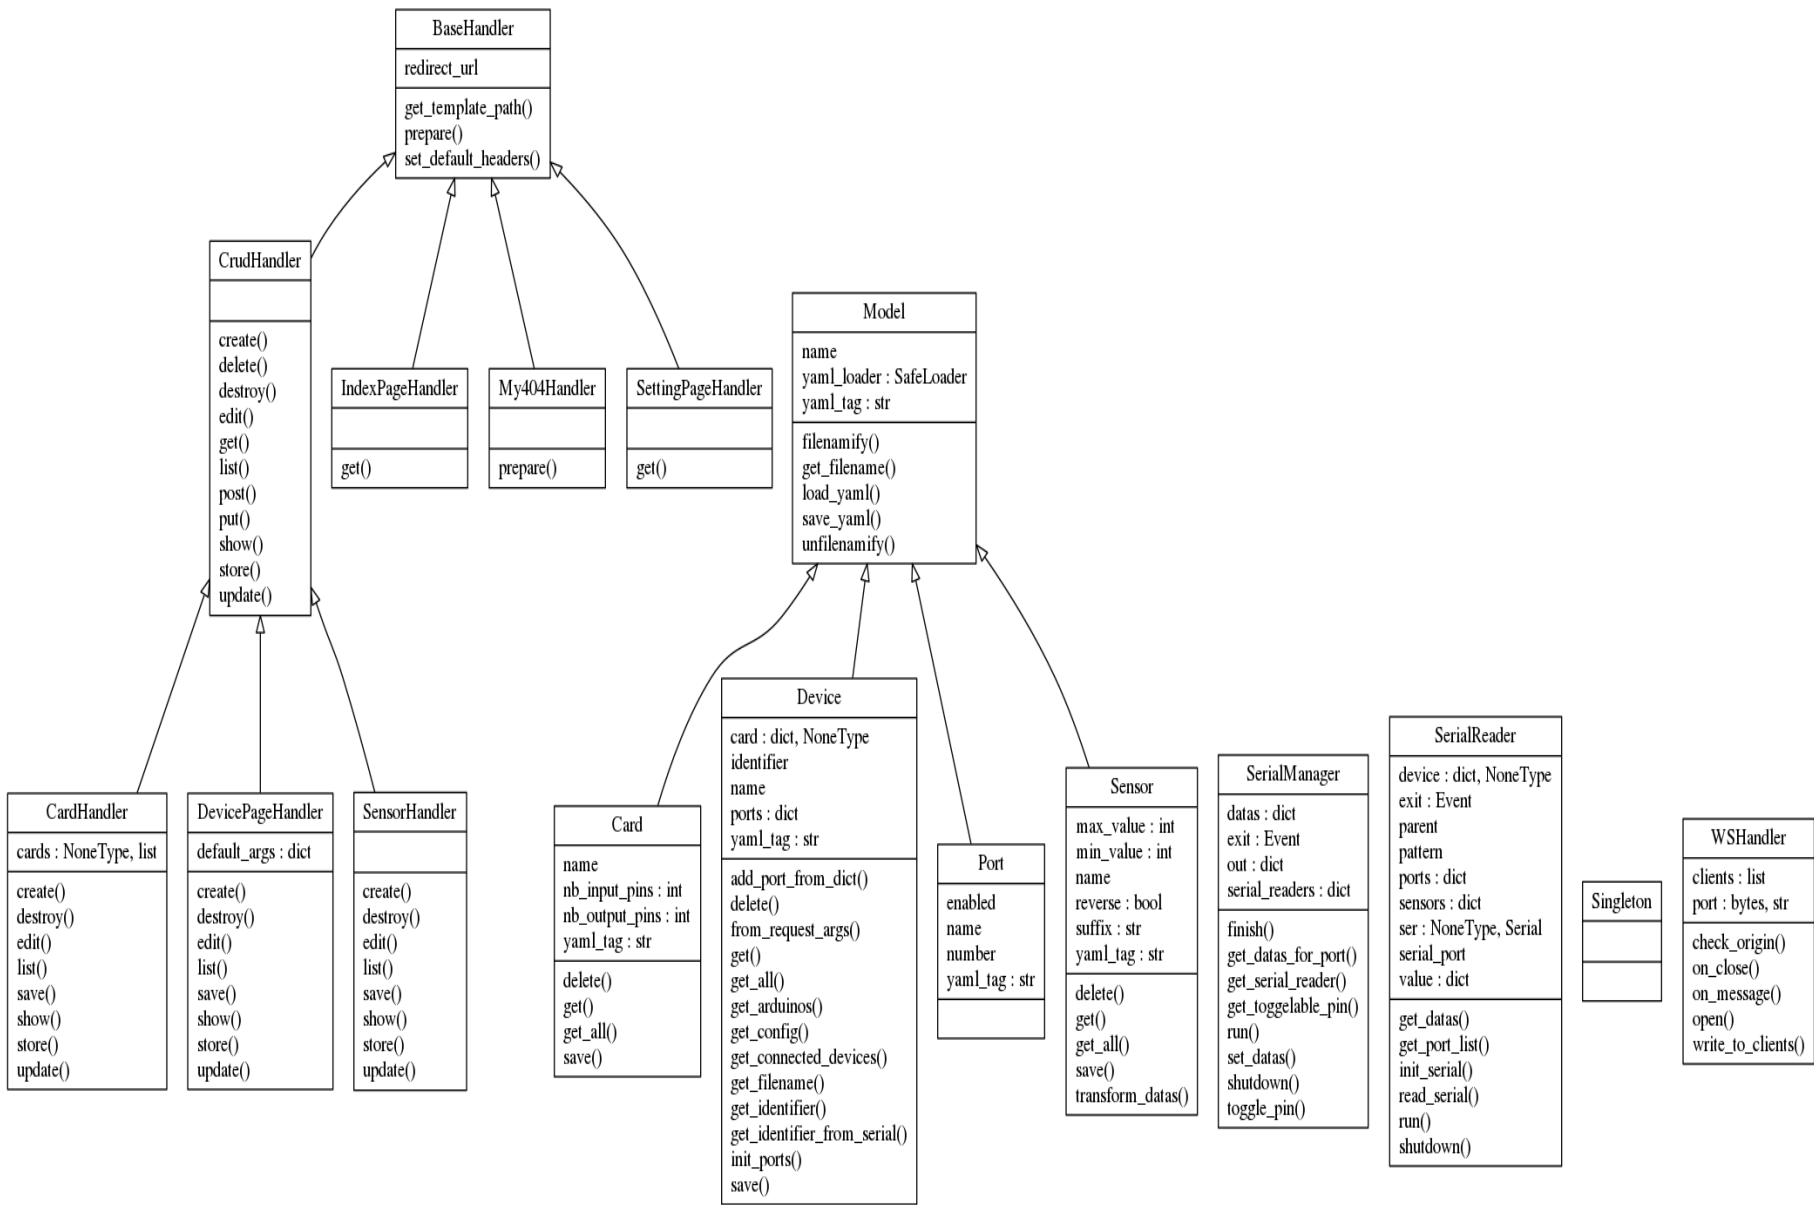 BaseHandler
redirect_url
get_template_path()
prepare()
set_default_headers()
CrudHandler
create()
delete()
destroy()
edit()
get()
list()
post()
put()
show()
store()
update()
IndexPageHandler
get()
My404Handler
prepare()
SettingPageHandler
get()
Model
name
yaml_loader : SafeLoader
yaml_tag : str
filenamify()
get_filename()
load_yaml()
save_yaml()
unfilenamify()
CardHandler
cards : NoneType, list
create()
destroy()
edit()
list()
save()
show()
store()
update()
DevicePageHandler
default_args : dict
create()
destroy()
edit()
list()
save()
show()
store()
update()
SensorHandler
create()
destroy()
edit()
list()
save()
show()
store()
update()
Card
name
nb_input_pins : int
nb_output_pins : int
yaml_tag : str
delete()
get()
get_all()
save()
Device
card : dict, NoneType
identifier
name
ports : dict
yaml_tag : str
add_port_from_dict()
delete()
from_request_args()
get()
get_all()
get_arduinos()
get_config()
get_connected_devices()
get_filename()
get_identifier()
get_identifier_from_serial()
init_ports()
save()
Port
enabled
name
number
yaml_tag : str
Sensor
max_value : int
min_value : int
name
reverse : bool
suffix : str
yaml_tag : str
delete()
get()
get_all()
save()
transform_datas()
SerialManager
datas : dict
exit : Event
out : dict
serial_readers : dict
finish()
get_datas_for_port()
get_serial_reader()
get_toggelable_pin()
run()
set_datas()
shutdown()
toggle_pin()
SerialReader
device : dict, NoneType
exit : Event
parent
pattern
ports : dict
sensors : dict
ser : NoneType, Serial
serial_port
value : dict
get_datas()
get_port_list()
init_serial()
read_serial()
run()
shutdown()
Singleton
WSHandler
clients : list
port : bytes, str
check_origin()
on_close()
on_message()
open()
write_to_clients()